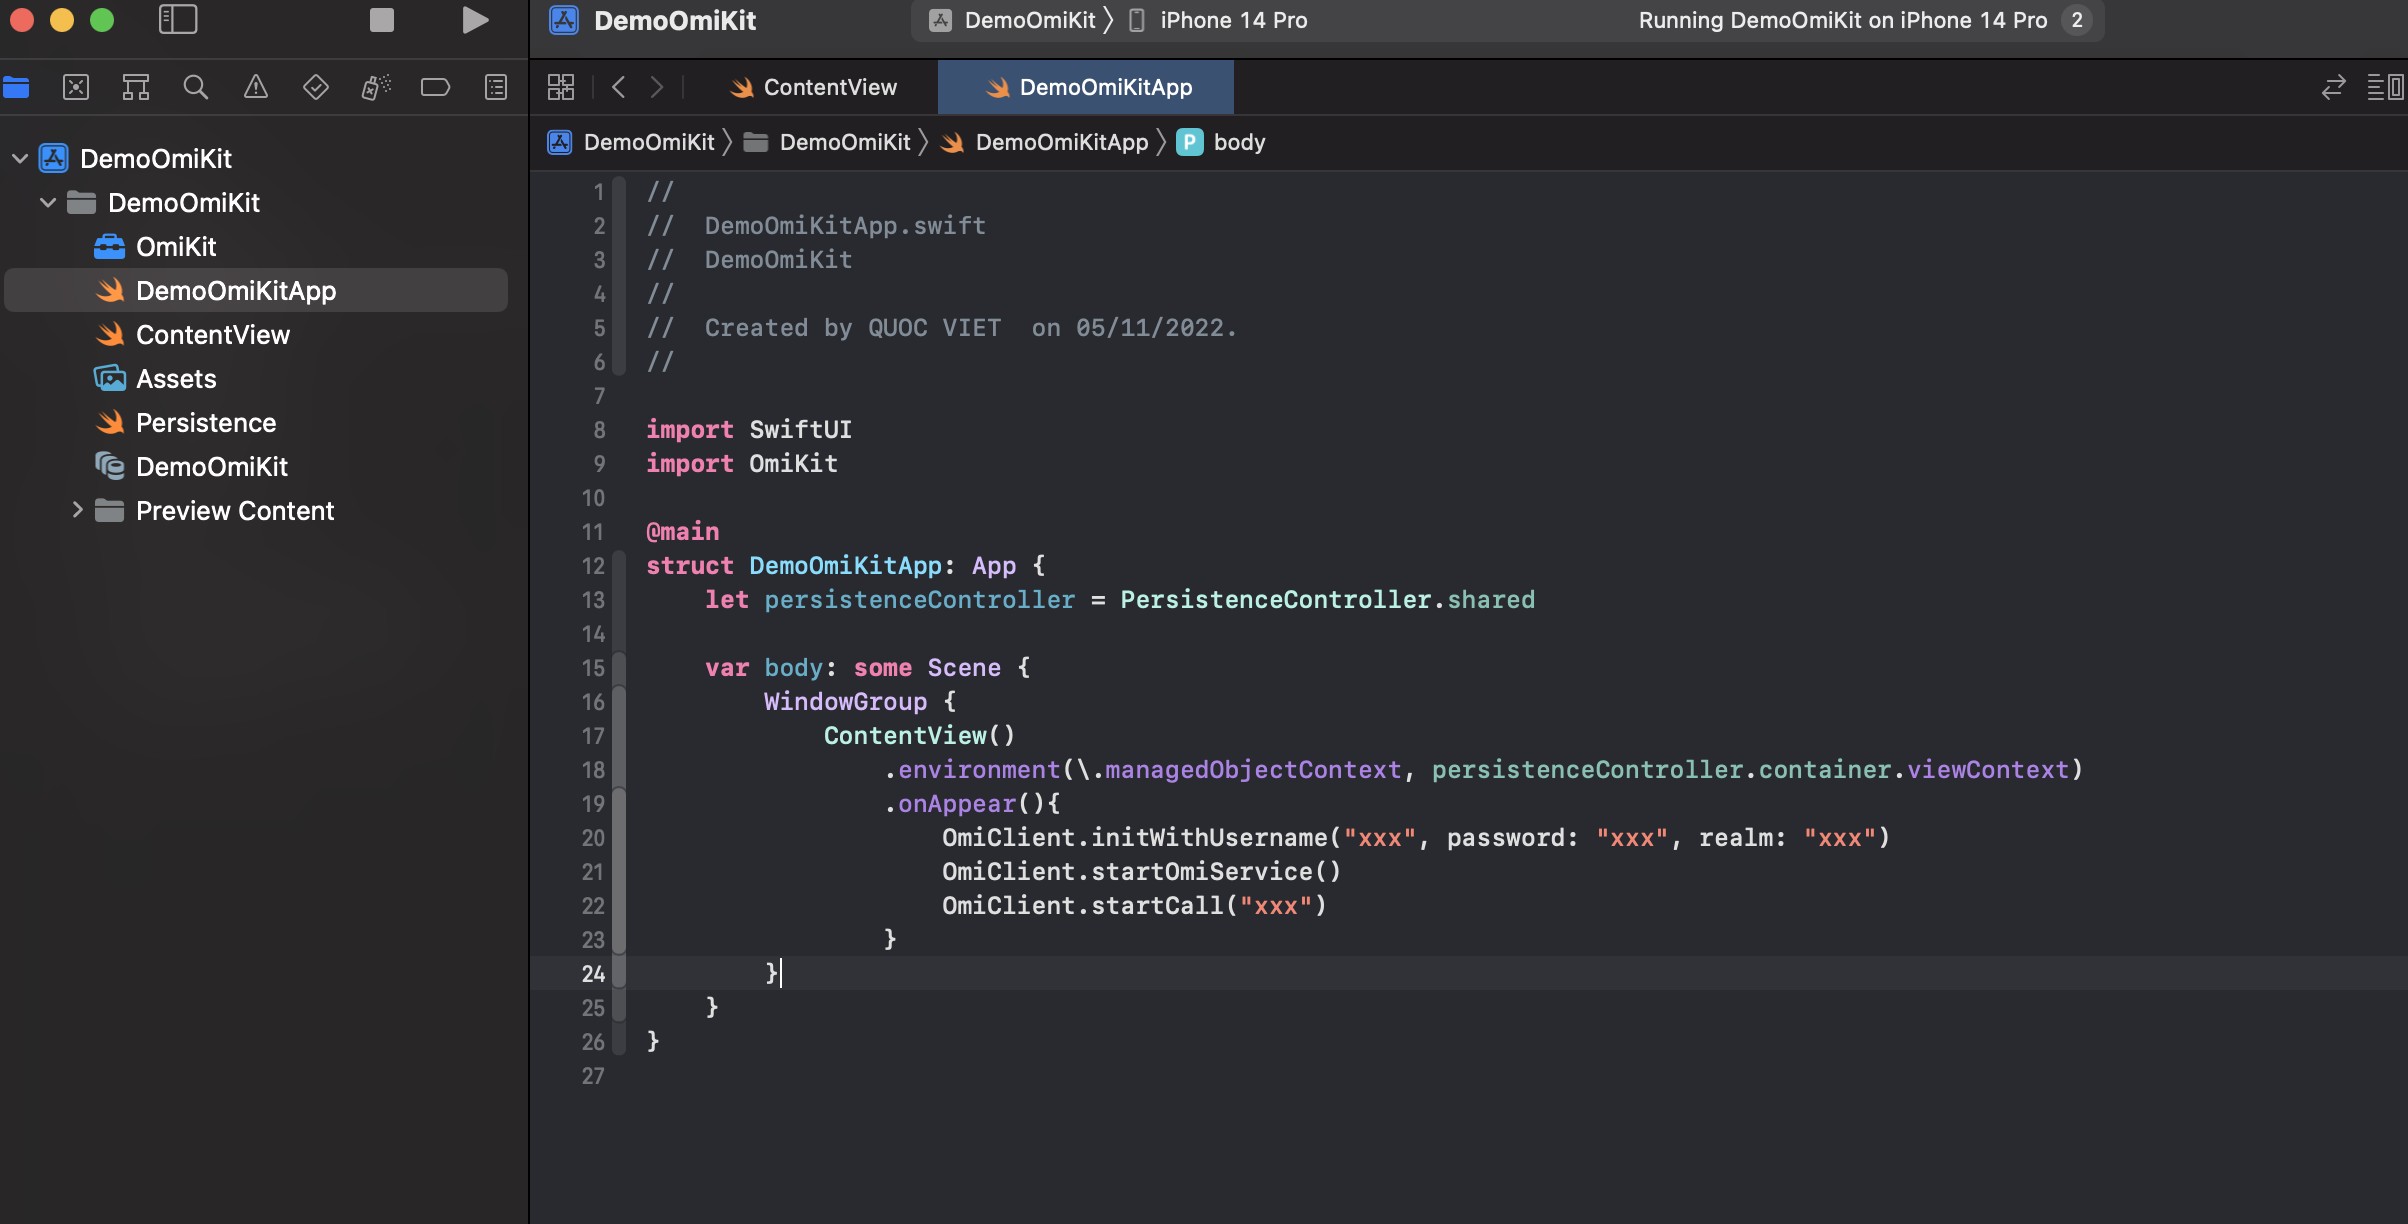 DemoOmiKit
DemoOmiKit
iPhone 14 Pro
Running DemoOmiKit on iPhone 14 Pro 2
ContentView
DemoOmiKitApp
DemoOmiKit DemoOmiKit DemoOmiKitApp P body
DemoOmiKit
DemoOmiKit
OmiKit
DemoOmiKitApp
ContentView
Assets
Persistence
DemoOmiKit
Preview Content
1 //
2 //  DemoOmiKitApp.swift
3 //  DemoOmiKit
4 //
5 //  Created by QUOC VIET  on 05/11/2022.
6 //
7
8 import SwiftUI
9 import OmiKit
10
11 @main
12 struct DemoOmiKitApp: App {
13     let persistenceController = PersistenceController.shared
14
15     var body: some Scene {
16         WindowGroup {
17             ContentView()
18                 .environment(\.managedObjectContext, persistenceController.container.viewContext)
19                 .onAppear(){
20                     OmiClient.initWithUsername("xxx", password: "xxx", realm: "xxx")
21                     OmiClient.startOmiService()
22                     OmiClient.startCall("xxx")
23                 }
24         }
25     }
26 }
27